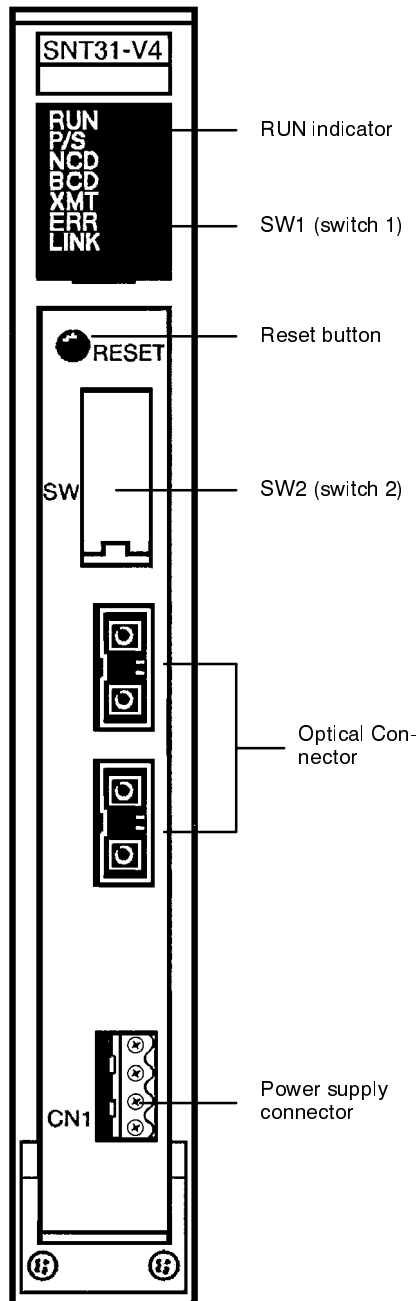 SNT31-V4
RUN
P/S
NCD
BCD
XMT
ERR
LINK
RUN indicator
SW1 (switch 1)
RESET
Reset button
SW
SW2 (switch 2)
Optical Con-
nector
CN1
Power supply
connector